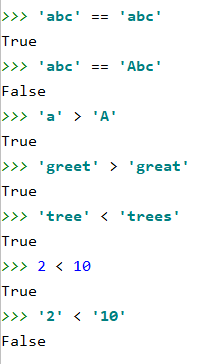 >>> 'abc' == 'abc'
True
>>> 'abc' == 'Abc'
False
>>> 'a' > 'A'
True
>>> 'greet' > 'great'
True
>>> 'tree' < 'trees'
True
>>> 2 < 10
True
>>> '2' < '10'
False